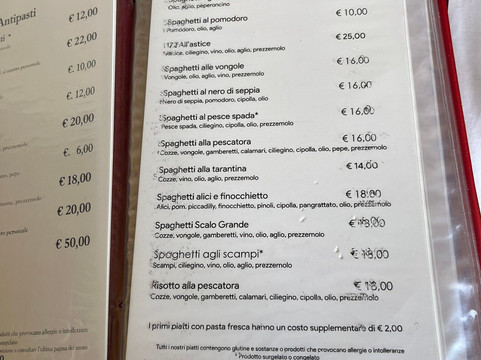 Antipasti
€ 12,00
€ 22,00
€. 10,00
€. 12,00
€ 20,00
€. 6,00
€ 18,00
€ 20,00
€ 50,00
Olio, aglio, peperoncino
Spaghetti al pomodoro € 10,00
Pomodoro, olio, aglio
All'astice € 25,00
Astice, ciliegino, vino, olio, aglio, prezzemolo
Spaghetti alle vongole € 16,00
Vongole, olio, aglio, vino, prezzemolo
Spaghetti al nero di seppia € 16,00
Nero di seppia, pomodoro, cipolla, olio
Spaghetti al pesce spada* € 16,00
Pesce spada, ciliegino, cipolla, olio, prezzemolo
Spaghetti alla pescatora € 16,00
Cozze, vongole, gamberetti, calamari, ciliegino, cipolla, olio, pepe, prezzemolo
Spaghetti alla tarantina € 14,00
Cozze, vino, olio, aglio, prezzemolo
Spaghetti alici e finocchietto € 18,00
Alici, pom. piccadilly, finocchietto, pinoli, cipolla, pangrattato, olio, prezzemolo
Spaghetti Scalo Grande € 18,00
Cozze, vongole, gamberetti, vino, olio, aglio, prezzemolo
Spaghetti agli scampi* € 18,00
Scampi, ciliegino, vino, olio, aglio, prezzemolo
Risotto alla pescatora € 18,00
Cozze, vongole, gamberetti, calamari, ciliegino, cipolla, olio, prezzemolo
I primi piatti con pasta fresca hanno un costo supplementare di € 2,00
Tutti i nostri piatti contengono glutine e sostanze o prodotti che provocano allergie o intolleranze
* Prodotto surgelato o congelato